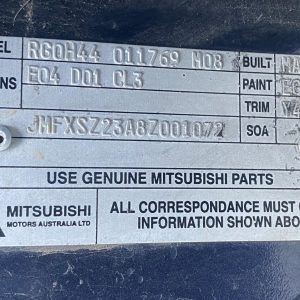 EL RG0H44 011769 M08 BUILT MA
NS E04 D01 CL3 PAINT
TRIM
JMFXSZ23A8Z001072 SOA
USE GENUINE MITSUBISHI PARTS
MITSUBISHI
MOTORS AUSTRALIA LTD
ALL CORRESPONDANCE MUST
INFORMATION SHOWN ABO